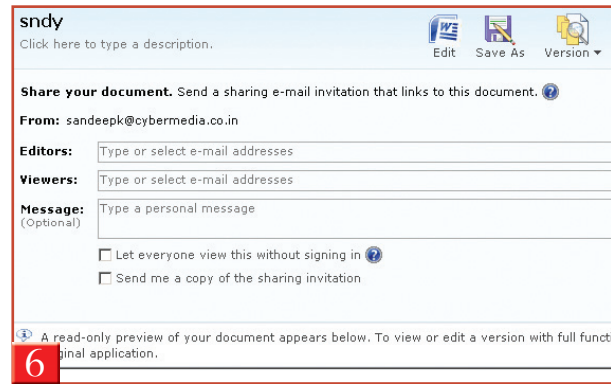 sndy
Click here to type a description.
Edit Save As Version
Share your document. Send a sharing e-mail invitation that links to this document.
From: sandeepk@cybermedia.co.in
Editors: Type or select e-mail addresses
Viewers: Type or select e-mail addresses
Message: Type a personal message
(Optional)
Let everyone view this without signing in
Send me a copy of the sharing invitation
A read-only preview of your document appears below. To view or edit a version with full
application.
6